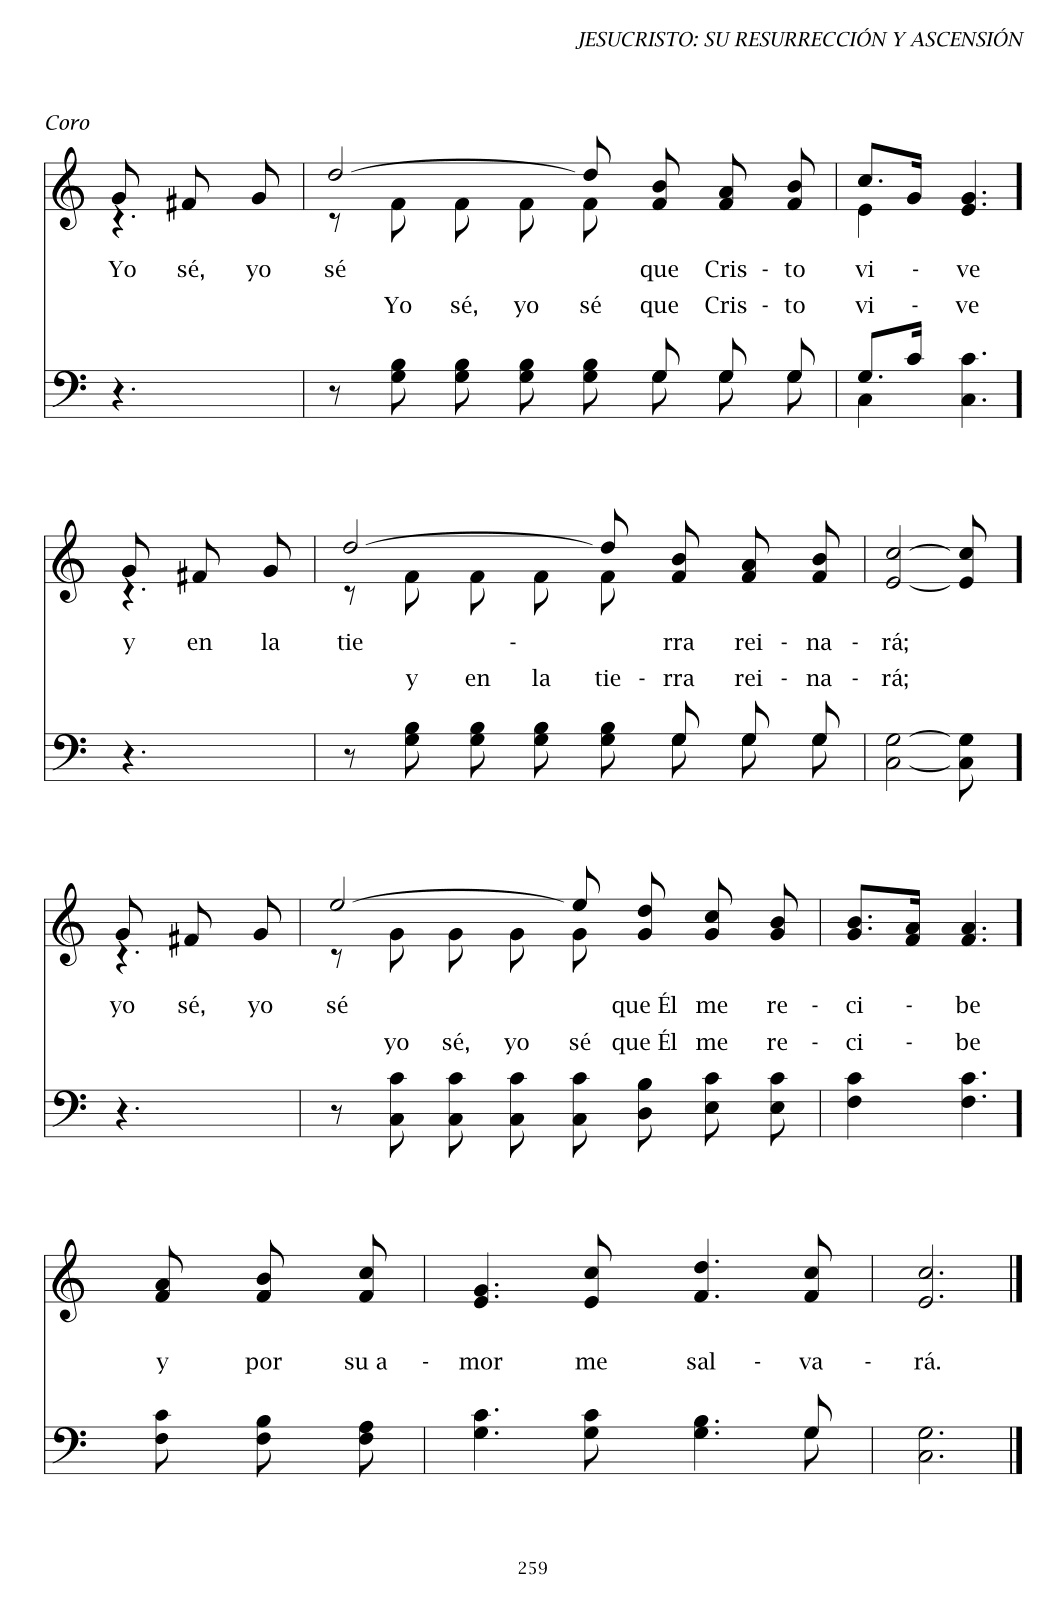 JESUCRISTO: SU RESURRECCIÓN Y ASCENSIÓN
Coro
Yo sé, yo sé que Cris - to vi - ve
Yo sé, yo sé que Cris - to vi - ve
y en la tie - rra rei - na - rá;
y en la tie - rra rei - na - rá;
yo sé, yo sé que Él me re - ci - be
yo sé, yo sé que Él me re - ci - be
y por su a - mor me sal - va - rá.
259